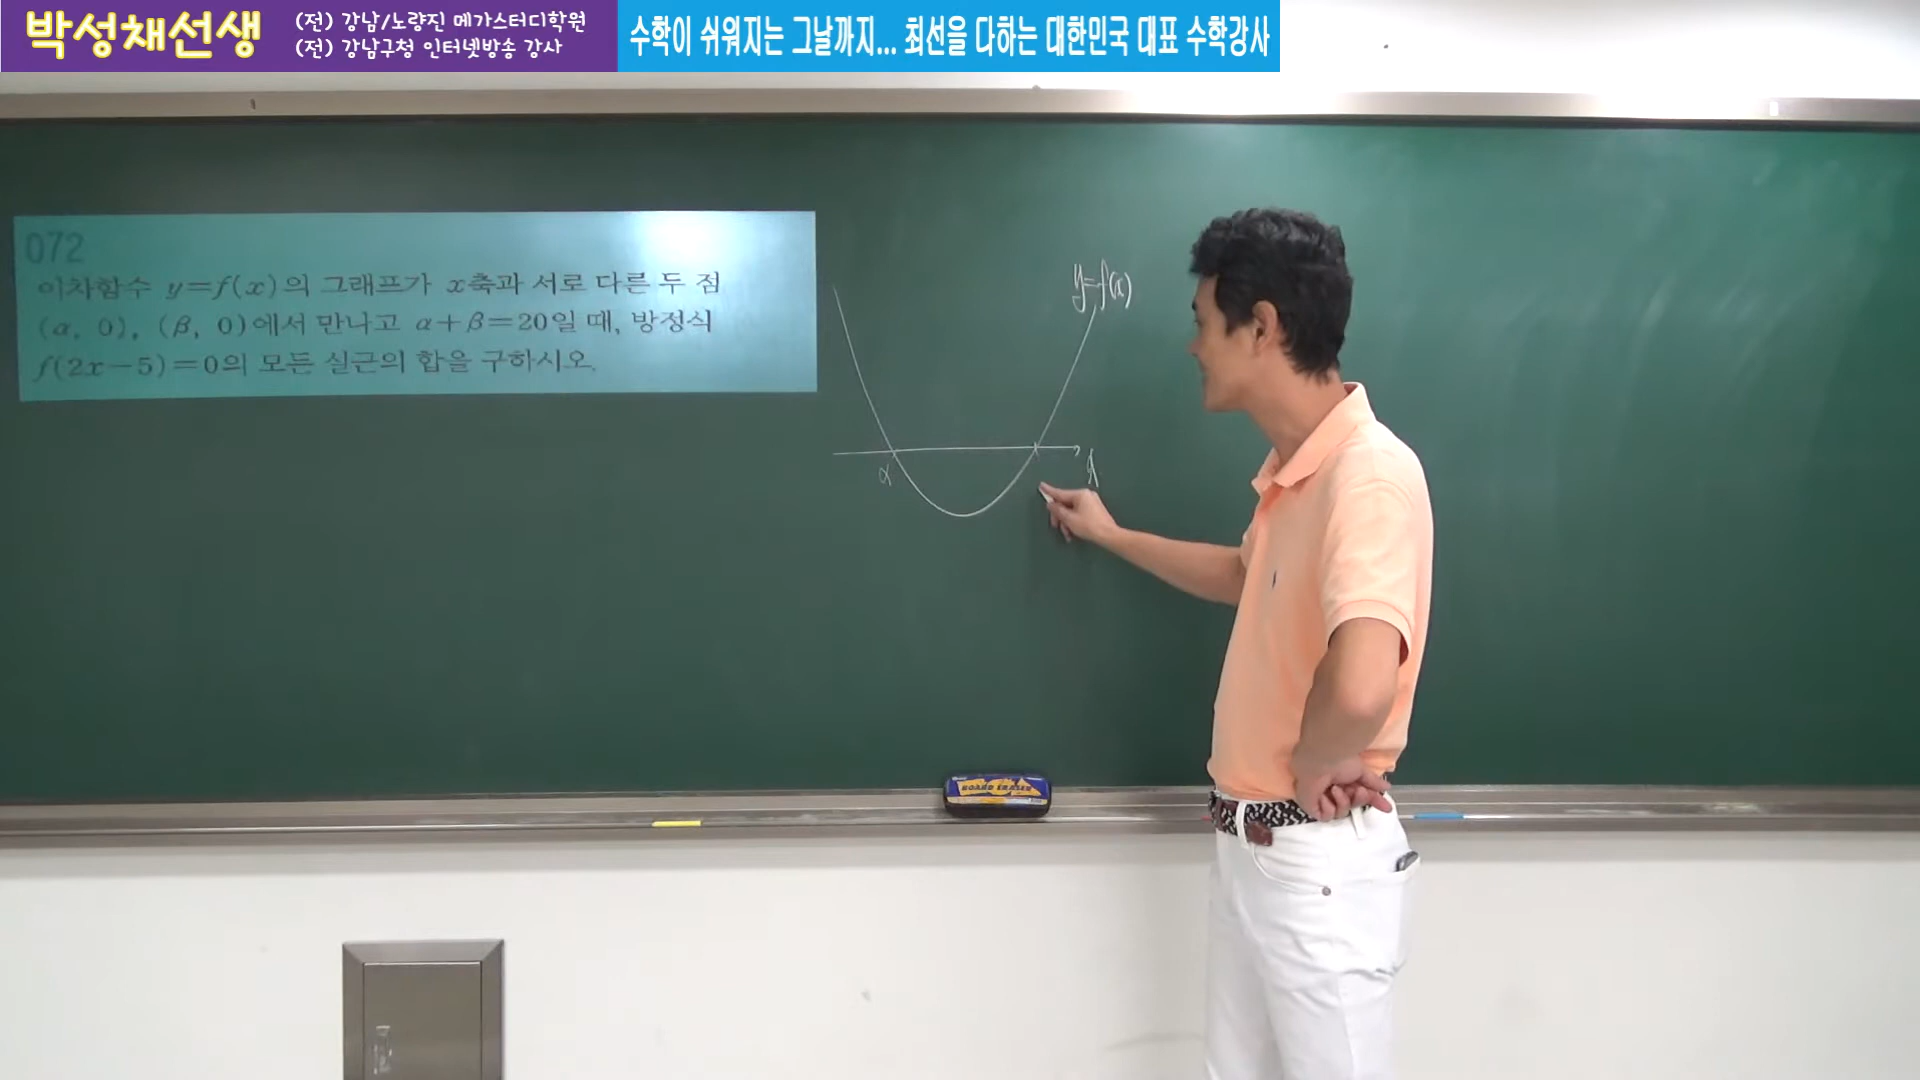 박성채선생
(전) 강남/노량진 메가스터디학원
(전) 강남구청 인터넷방송 강사
수학이 쉬워지는 그날까지... 최선을 다하는 대한민국 대표 수학강사
072
이차함수 y=f(x)의 그래프가 x축과 서로 다른 두 점
(α, 0), (β, 0)에서 만나고 α+β=20일 때, 방정식
f(2x-5)=0의 모든 실근의 합을 구하시오.
y=f(x)
α
x
BOARD ERASER